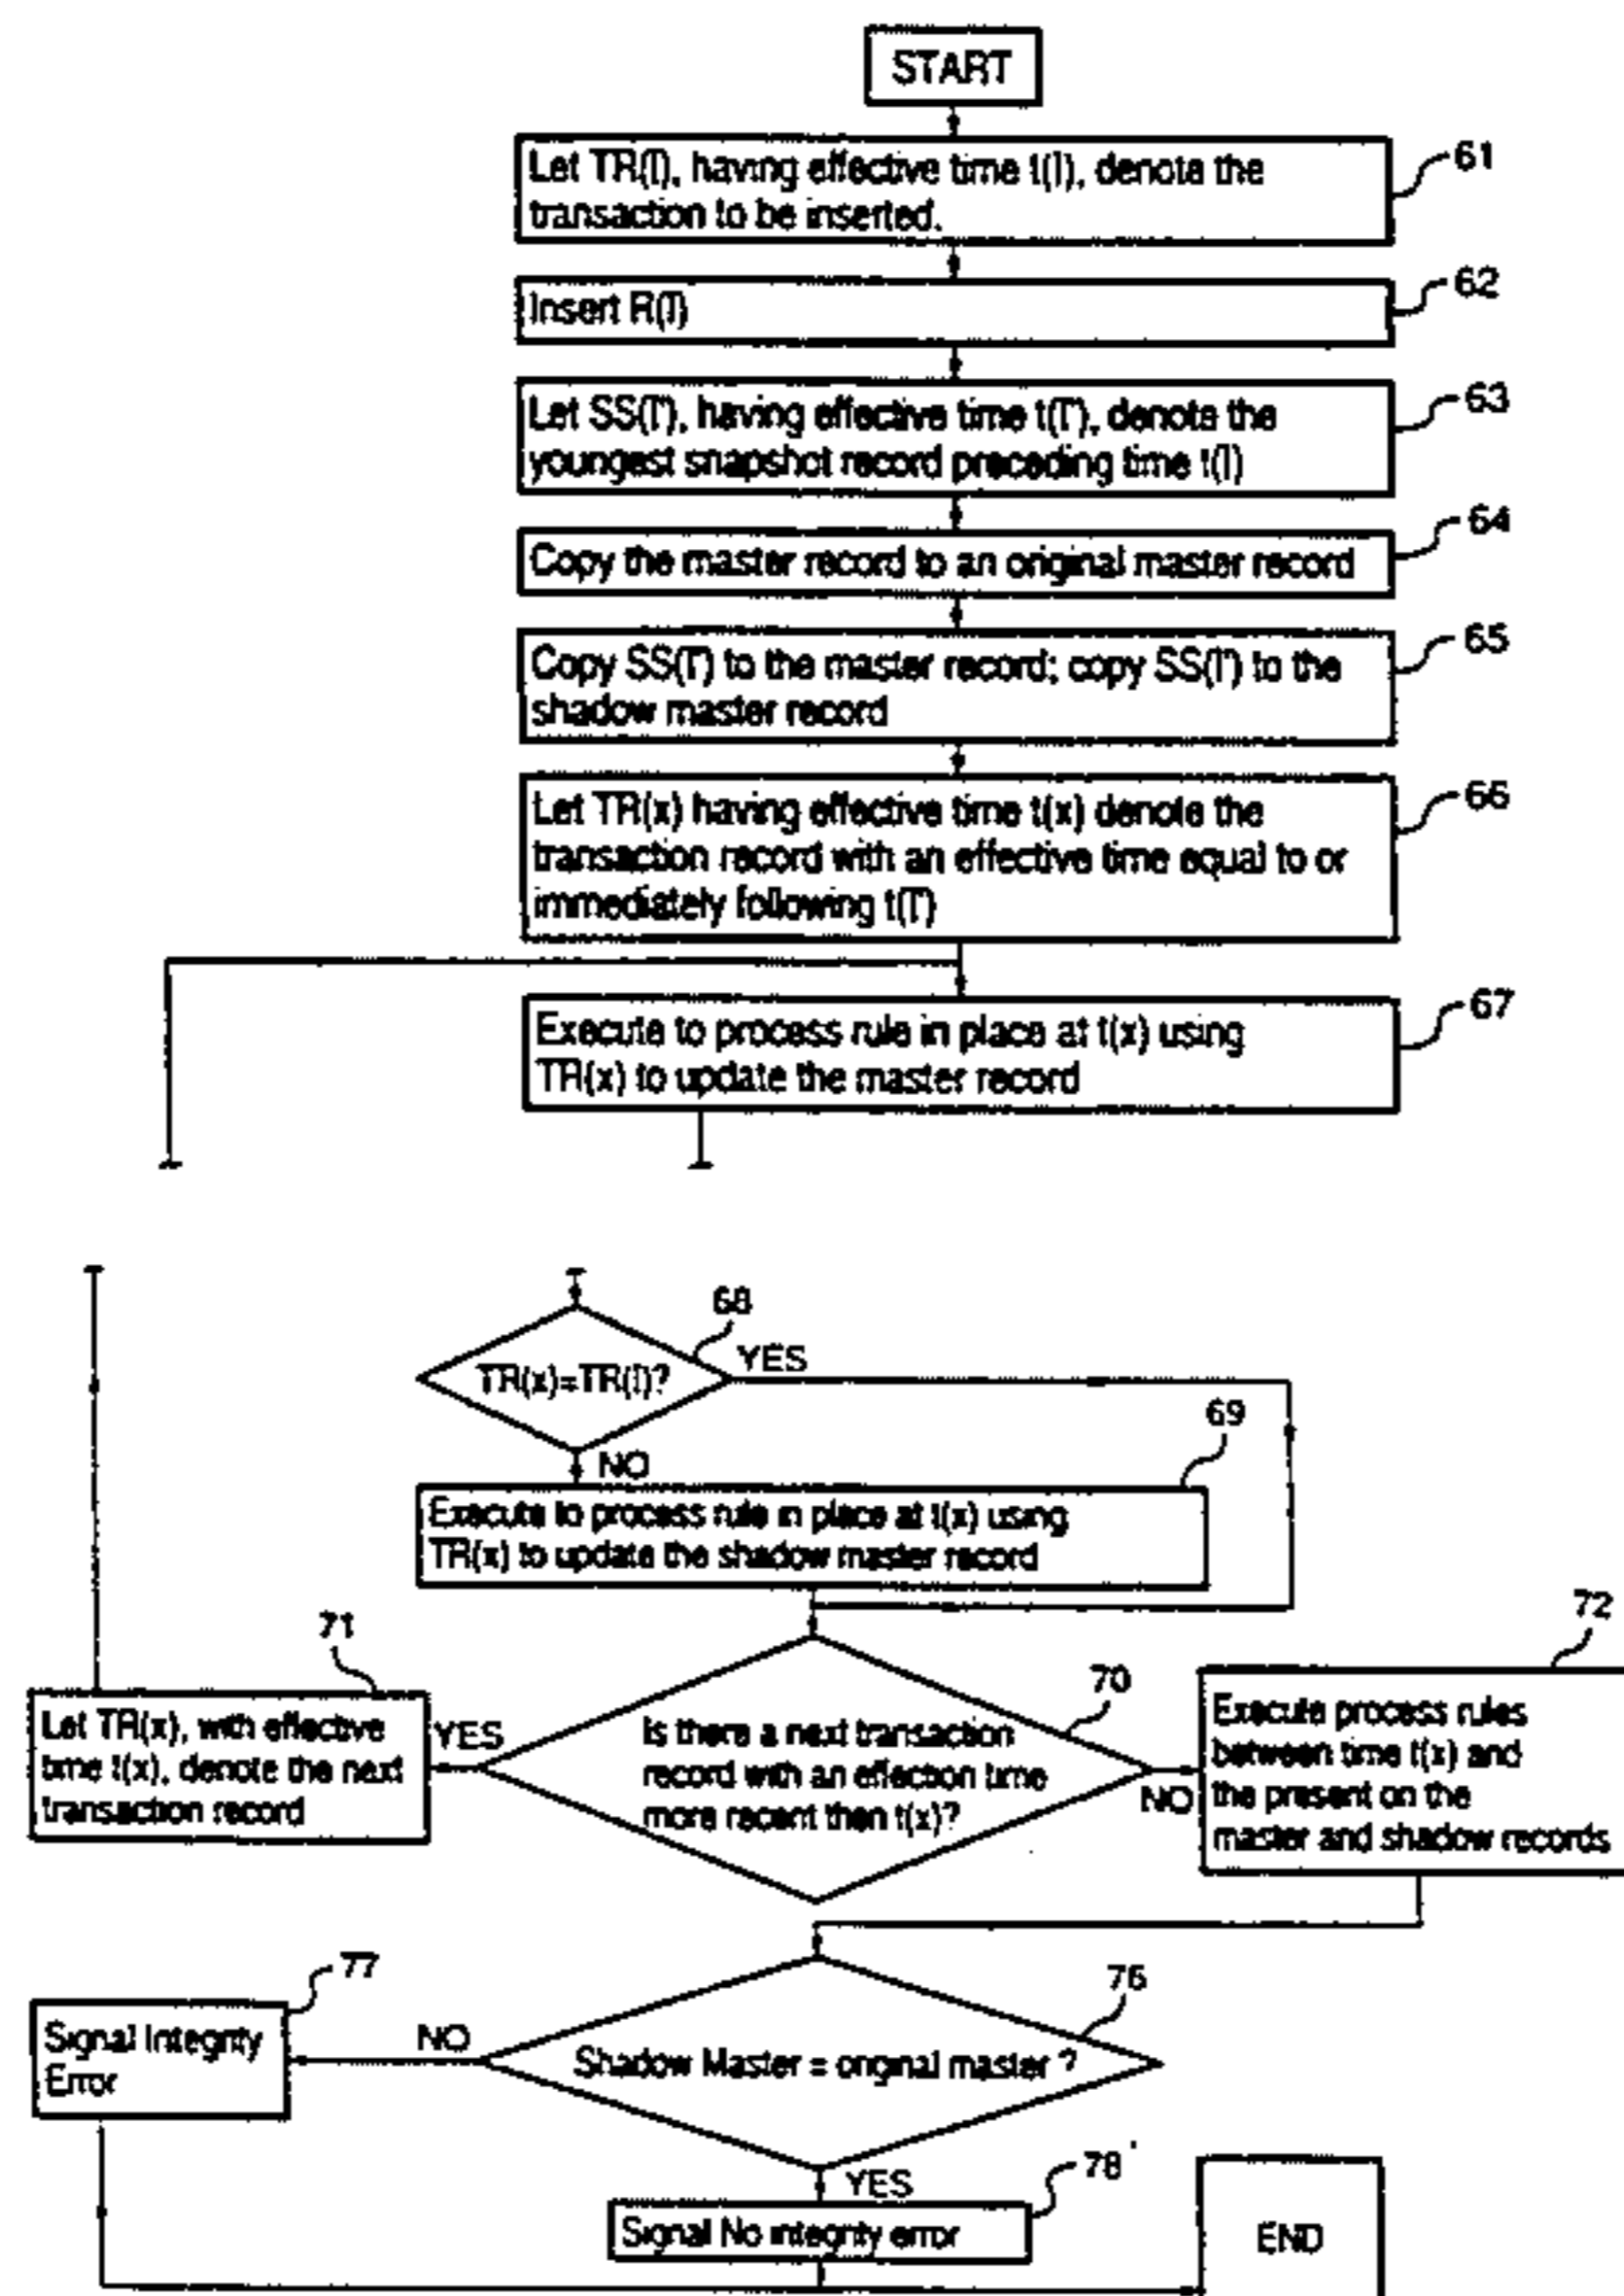 START
61
Let TR(I), having effective time t(I), denote the
transaction to be inserted.
62
Insert R(I)
63
Let SS(I'), having effective time t(I'), denote the
youngest snapshot record preceding time t(I)
64
Copy the master record to an original master record
65
Copy SS(I') to the master record; copy SS(I') to the
shadow master record
66
Let TR(x) having effective time t(x) denote the
transaction record with an effective time equal to or
immediately following t(I')
67
Execute to process rule in place at t(x) using
TR(x) to update the master record
68
TR(x)=TR(I)?
YES
NO
69
Execute to process rule in place at t(x) using
TR(x) to update the shadow master record
71
Let TR(x), with effective
time t(x), denote the next
transaction record
YES
70
Is there a next transaction
record with an effection time
more recent then t(x)?
NO
72
Execute process rules
between time t(x) and
the present on the
master and shadow records
77
Signal Integrity
Error
NO
76
Shadow Master = original master ?
YES
78
Signal No integrity error
END